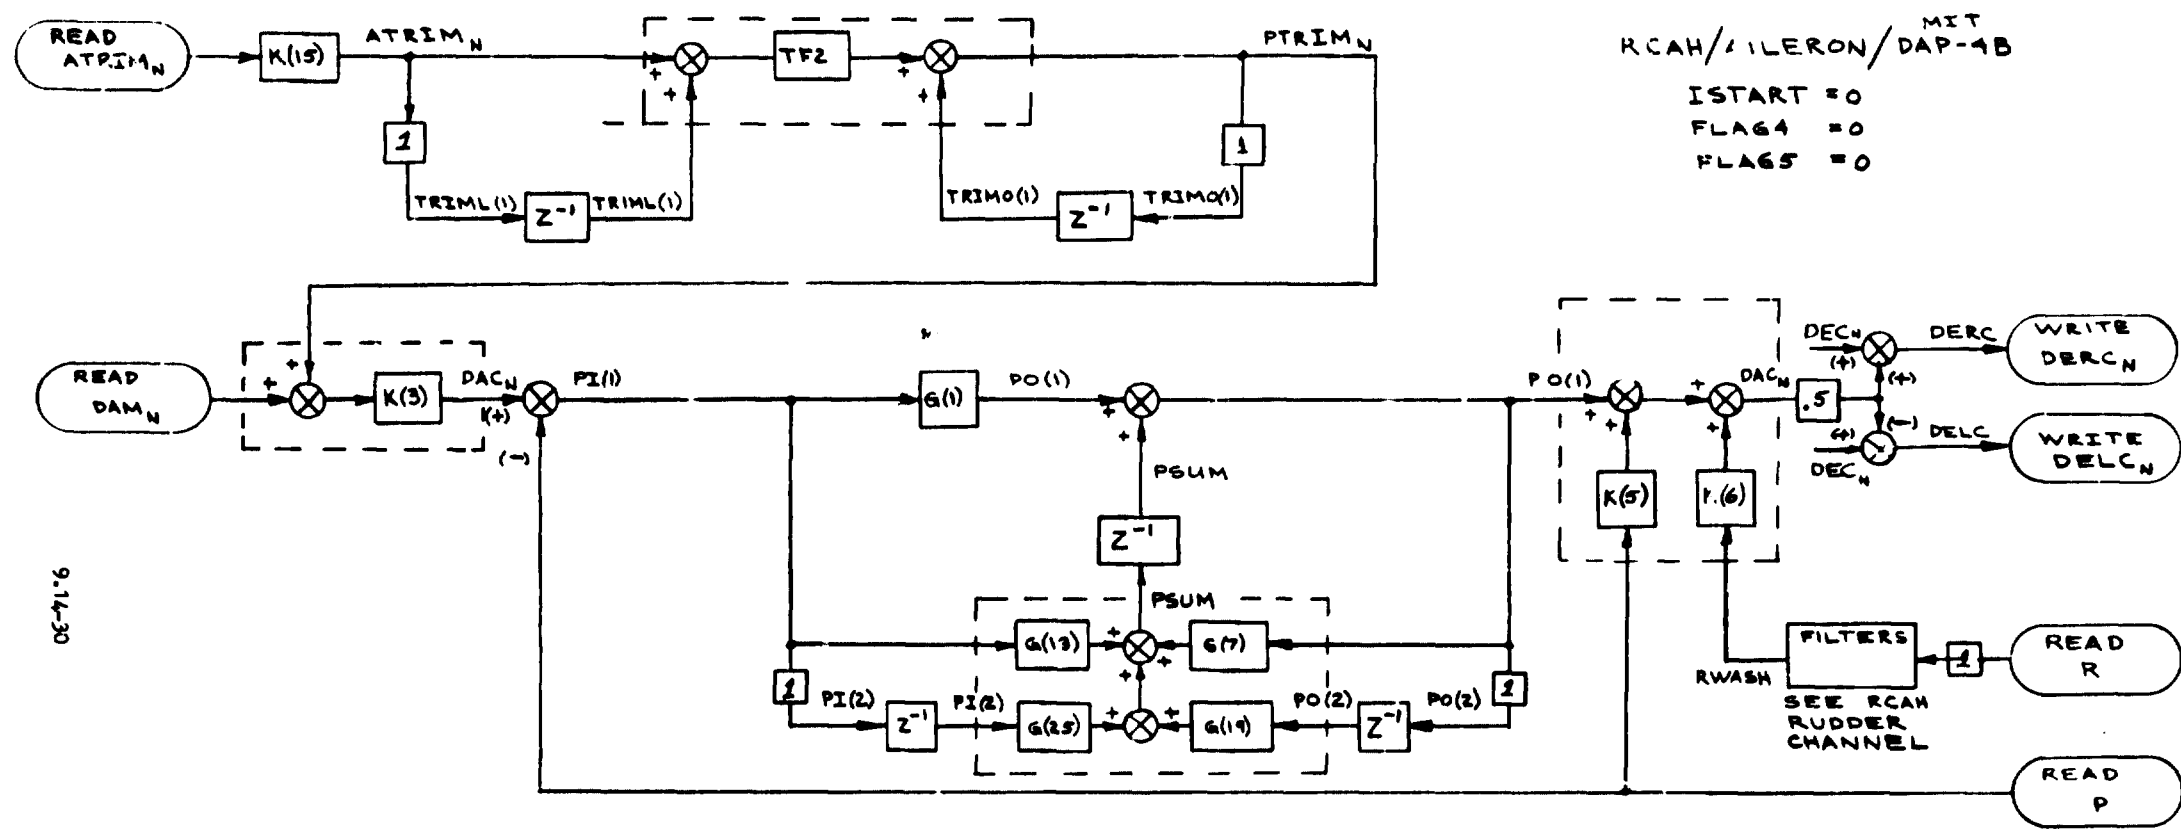 READ
ATRIM_N
K(15)
ATRIM_N
TF2
PTRIM_N
1
1
TRIML(1)
Z^-1
TRIML(1)
TRIMO(1)
Z^-1
TRIMO(1)
MIT
RCAH/AILERON/DAP-4B
ISTART = 0
FLAG4 = 0
FLAG5 = 0
READ
DAM_N
+
+
K(3)
DAC_N
(+)
(-)
PI(1)
G(1)
PO(1)
+
+
PSUM
Z^-1
PSUM
G(13)
G(7)
1
PI(2)
Z^-1
PI(2)
G(25)
G(19)
PO(2)
Z^-1
PO(2)
1
PO(1)
+
+
K(5)
+
+
K(6)
DAC_N
.5
DEC_N
(+)
(+)
DERC
WRITE
DERC_N
(+)
(-)
DEC_N
DELC
WRITE
DELC_N
RWASH
FILTERS
1
READ
R
SEE RCAH
RUDDER
CHANNEL
READ
P
9.14-30